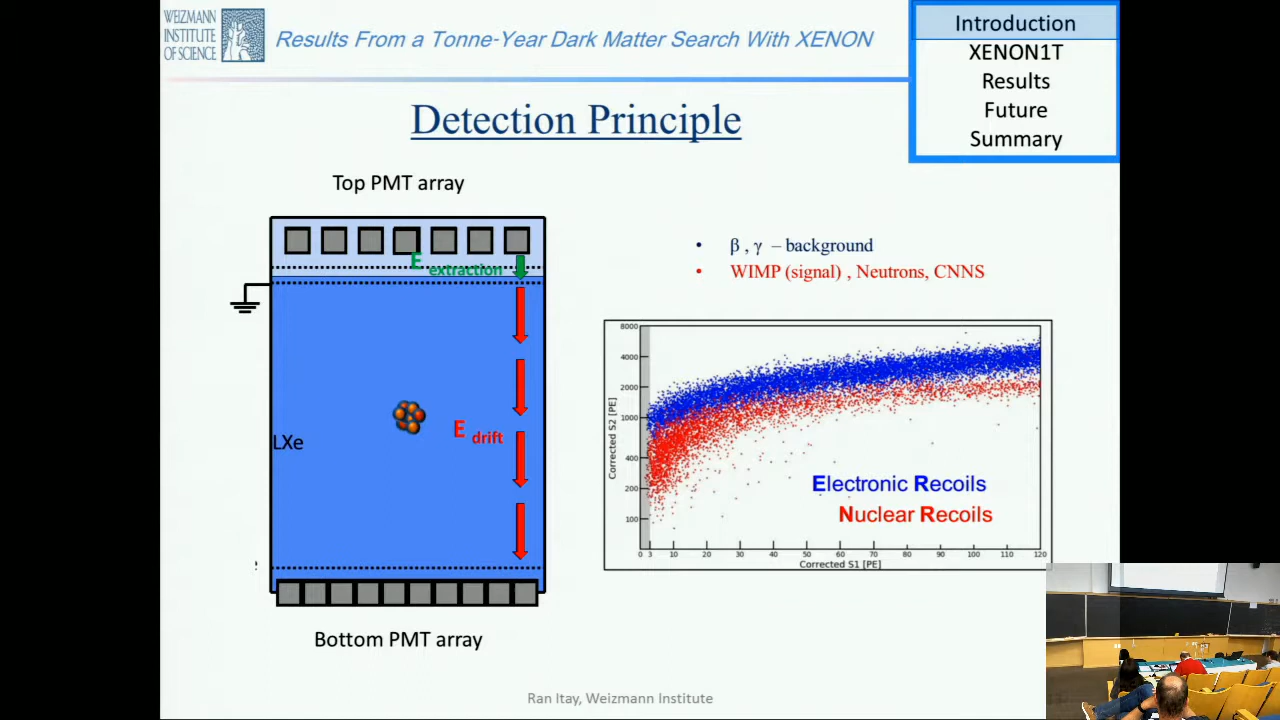 WEIZMANN
INSTITUTE
OF SCIENCE
Results From a Tonne-Year Dark Matter Search With XENON
Introduction
XENON1T
Results
Future
Summary
Detection Principle
Top PMT array
E extraction
LXe
E drift
Bottom PMT array
• β , γ – background
• WIMP (signal) , Neutrons, CNNS
Corrected S2 [PE]
8000
4000
2000
1000
400
200
100
Electronic Recoils
Nuclear Recoils
0 3 10 20 30 40 50 60 70 80 90 100 110 120
Corrected S1 [PE]
Ran Itay, Weizmann Institute